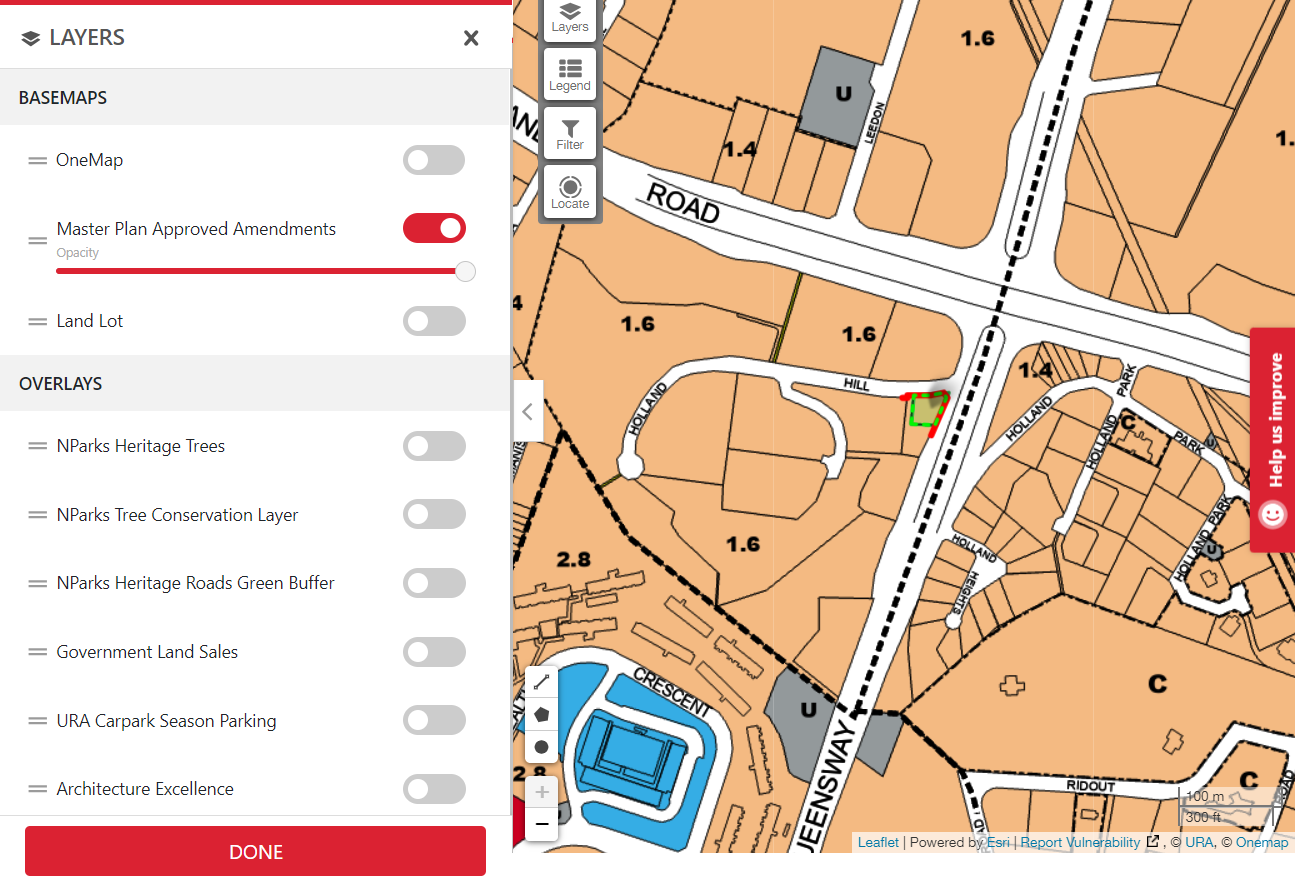 LAYERS
BASEMAPS
OneMap
Master Plan Approved Amendments
Opacity
Land Lot
OVERLAYS
NParks Heritage Trees
NParks Tree Conservation Layer
NParks Heritage Roads Green Buffer
Government Land Sales
URA Carpark Season Parking
Architecture Excellence
DONE
Layers
Legend
Filter
Locate
1.6
U
LEEDON
1.4
1.
ROAD
4
1.6
1.6
HILL
HOLLAND
1.4
PARK
HOLLAND
C
HOLLAND
PARK
U
HOLLAND PARK
U
1.6
2.8
HOLLAND
HEIGHTS
C
CRESCENT
U
2.8
UEENSWAY
RIDOUT
C
ROAD
Help us improve
+
−
100 m
300 ft
Leaflet | Powered by Esri | Report Vulnerability , © URA, © Onemap